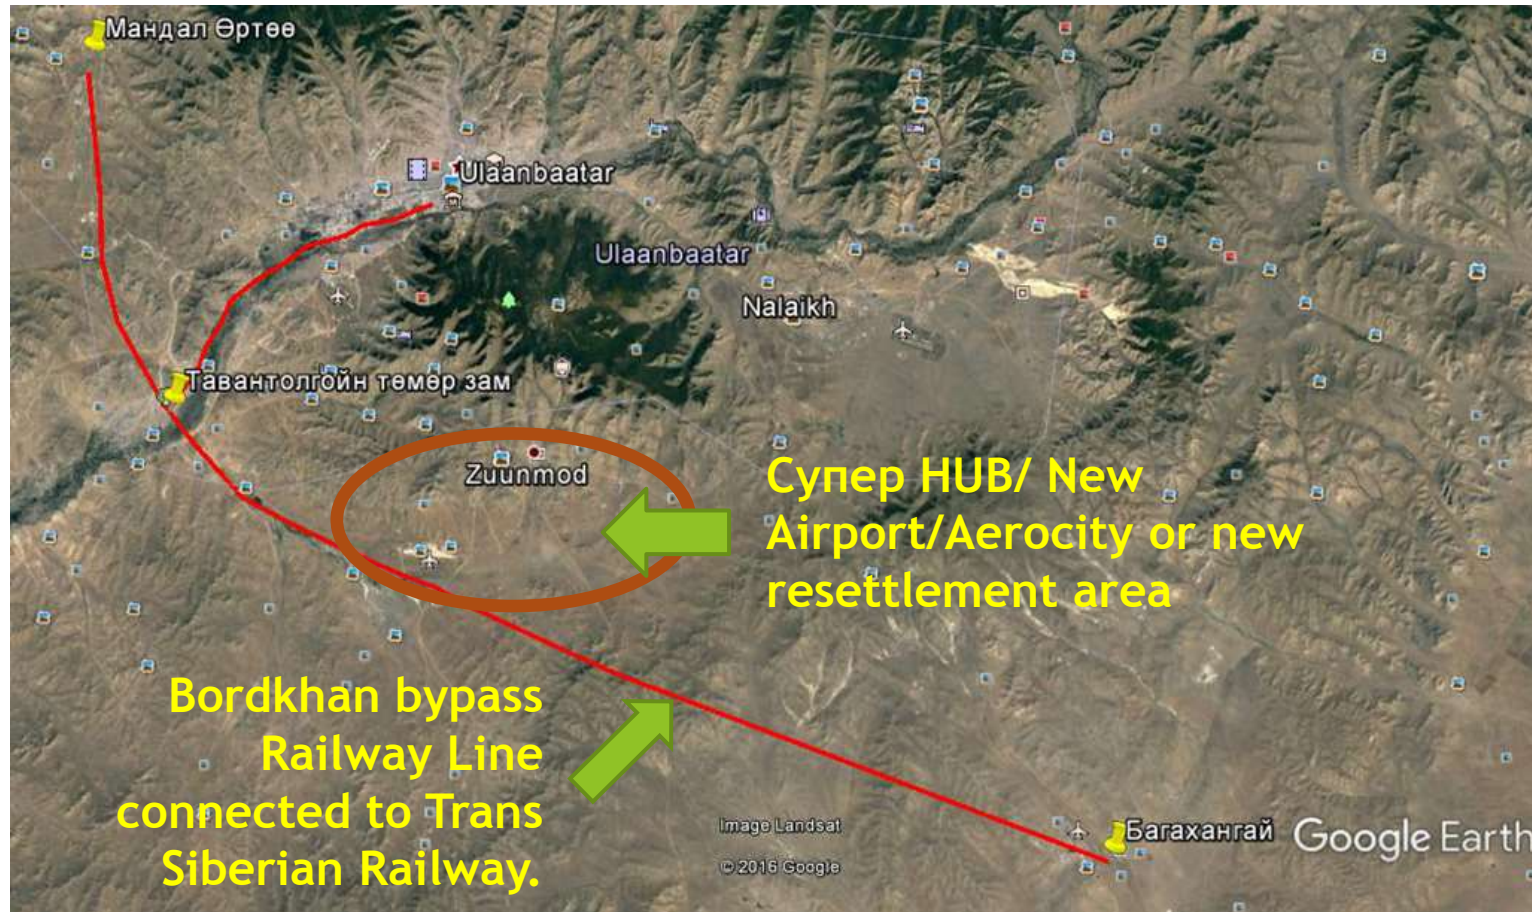 Мандал Өртөө
Ulaanbaatar
Ulaanbaatar
Nalaikh
Тавантолгойн төмөр зам
Zuunmod
Супер HUB/ New
Airport/Aerocity or new
resettlement area
Bordkhan bypass
Railway Line
connected to Trans
Siberian Railway.
Image Landsat
© 2016 Google
Багахангай
Google Earth